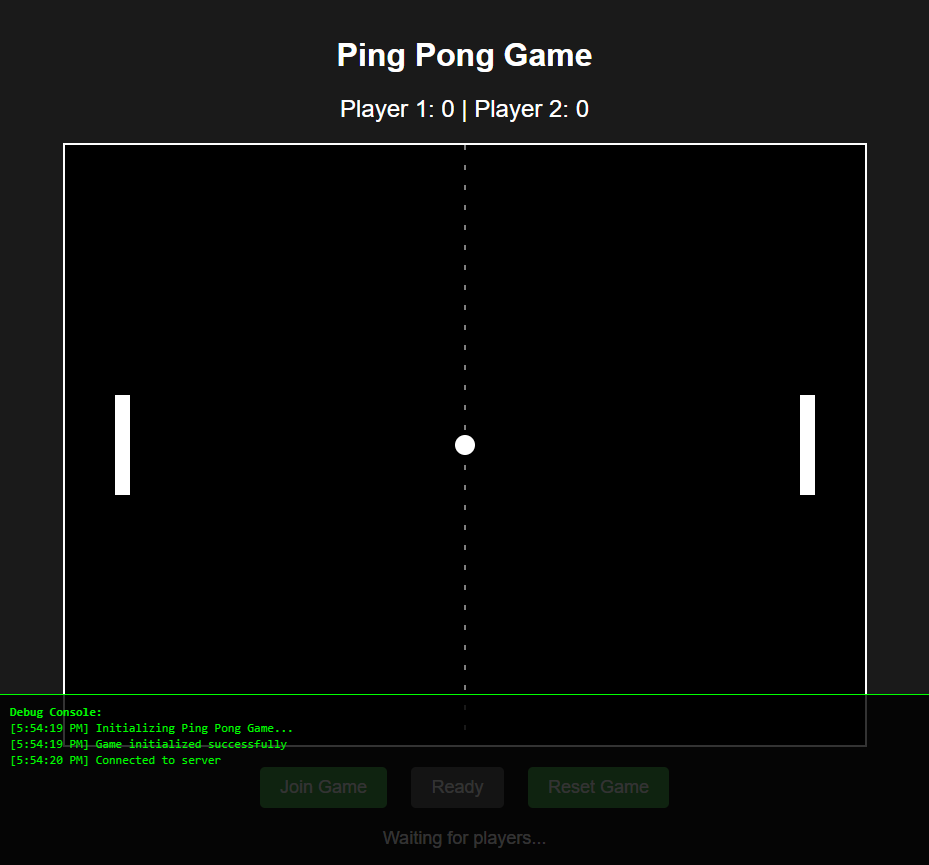 Ping Pong Game
Player 1: 0 | Player 2: 0
Debug Console:
[5:54:19 PM] Initializing Ping Pong Game...
[5:54:19 PM] Game initialized successfully
[5:54:20 PM] Connected to server
Join Game Ready Reset Game
Waiting for players...